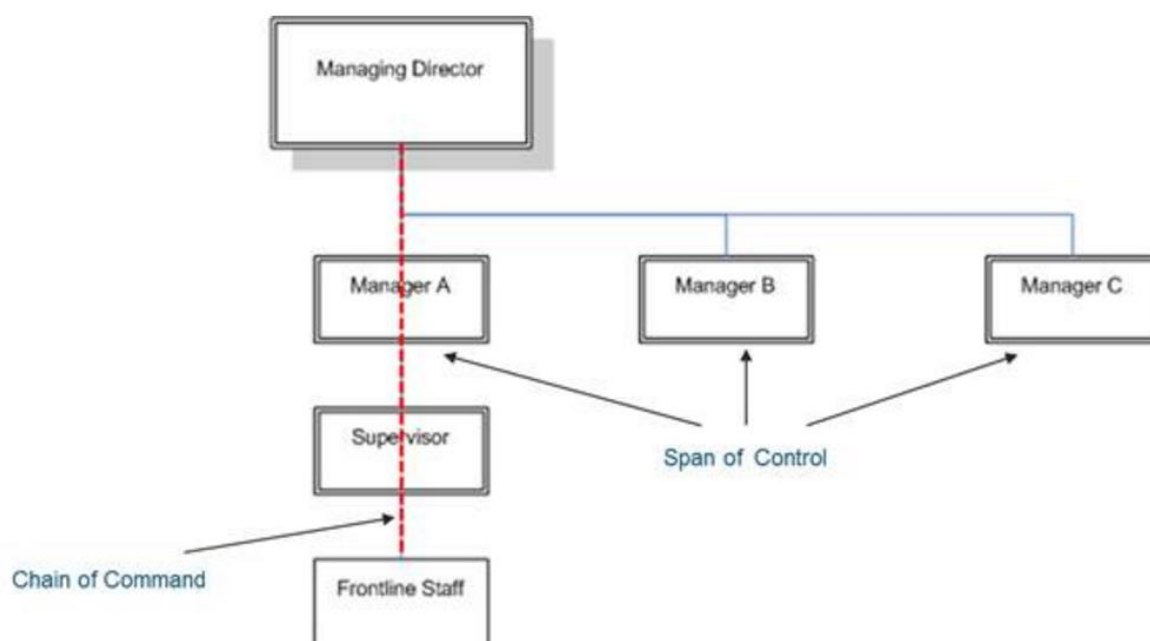 Managing Director
Manager A
Manager B
Manager C
Supervisor
Span of Control
Chain of Command
Frontline Staff